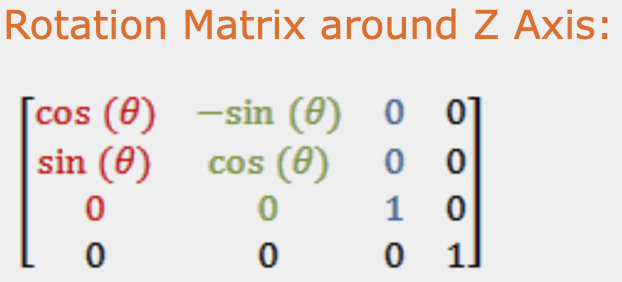 Rotation Matrix around Z Axis:
cos (θ) −sin (θ) 0 0
sin (θ) cos (θ) 0 0
0 0 1 0
0 0 0 1